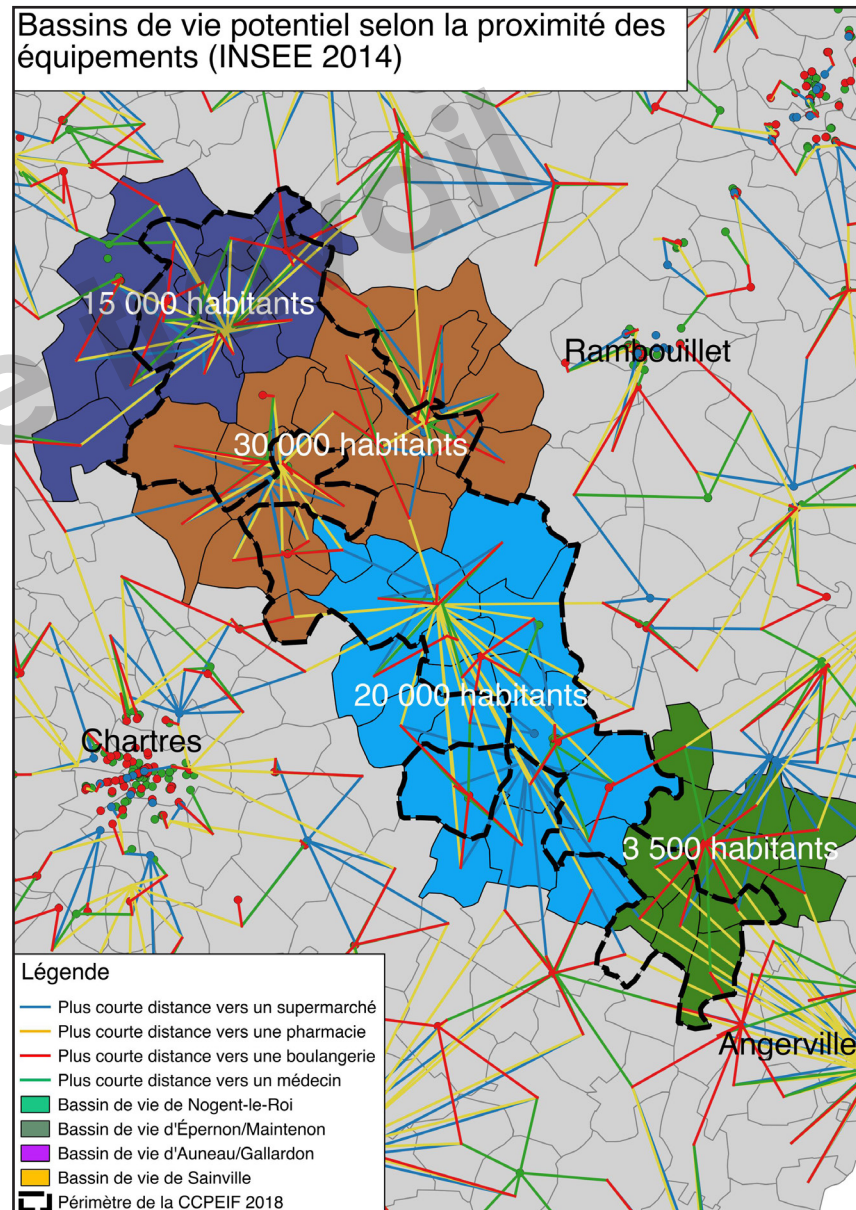 Bassins de vie potentiel selon la proximité des
équipements (INSEE 2014)
15 000 habitants
Rambouillet
30 000 habitants
20 000 habitants
Chartres
3 500 habitants
Angerville
Légende
Plus courte distance vers un supermarché
Plus courte distance vers une pharmacie
Plus courte distance vers une boulangerie
Plus courte distance vers un médecin
Bassin de vie de Nogent-le-Roi
Bassin de vie d'Épernon/Maintenon
Bassin de vie d'Auneau/Gallardon
Bassin de vie de Sainville
Périmètre de la CCPEIF 2018